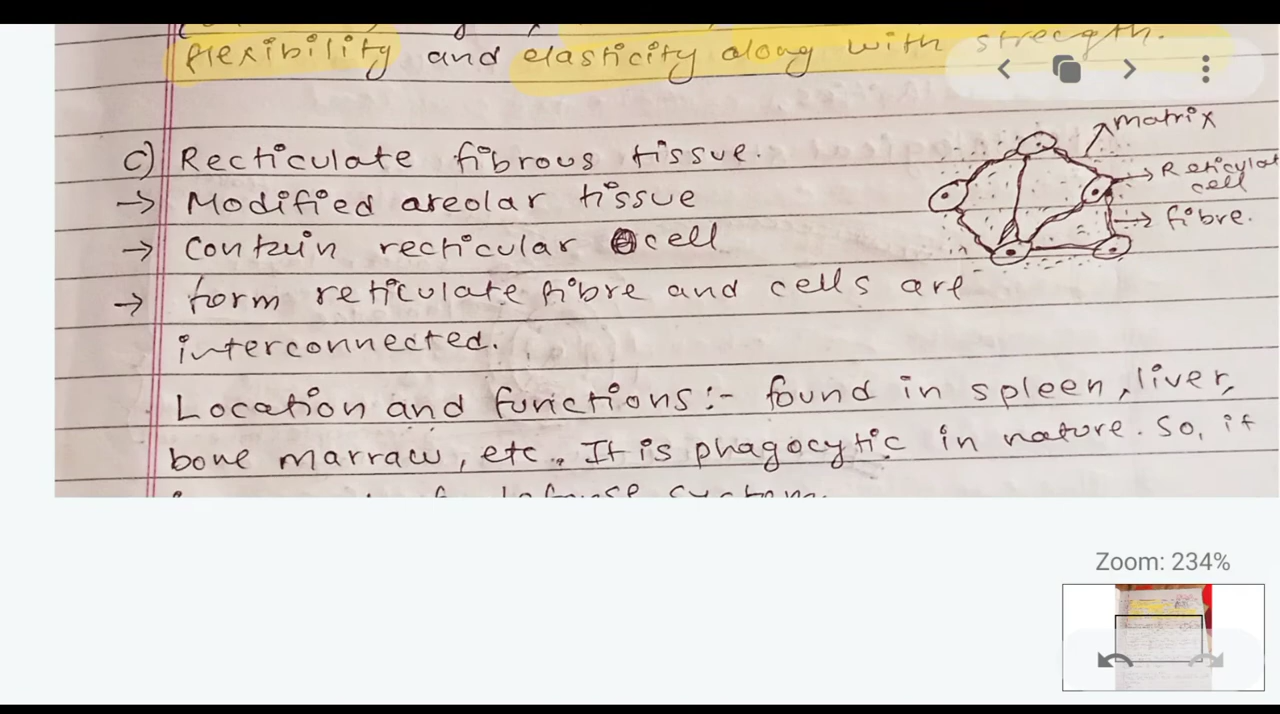 flexibility and elasticity along with strength.
c) Recticulate fibrous tissue.
→ Modified areolar tissue
→ Contain recticular cell
→ form reticulate fibre and cells are
interconnected.
Location and functions:- found in spleen, liver,
bone marraw, etc. It is phagocytic in nature. So, it
matrix
Reticulat
cell
fibre.
Zoom: 234%